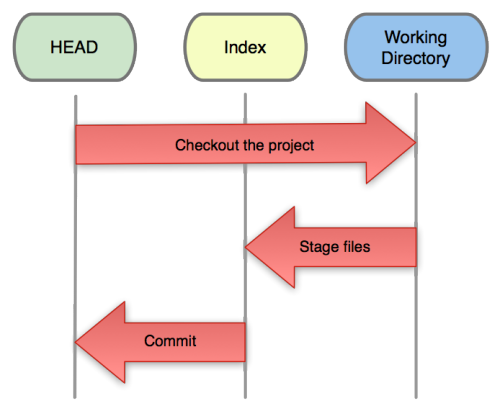 HEAD
Index
Working
Directory
Checkout the project
Stage files
Commit